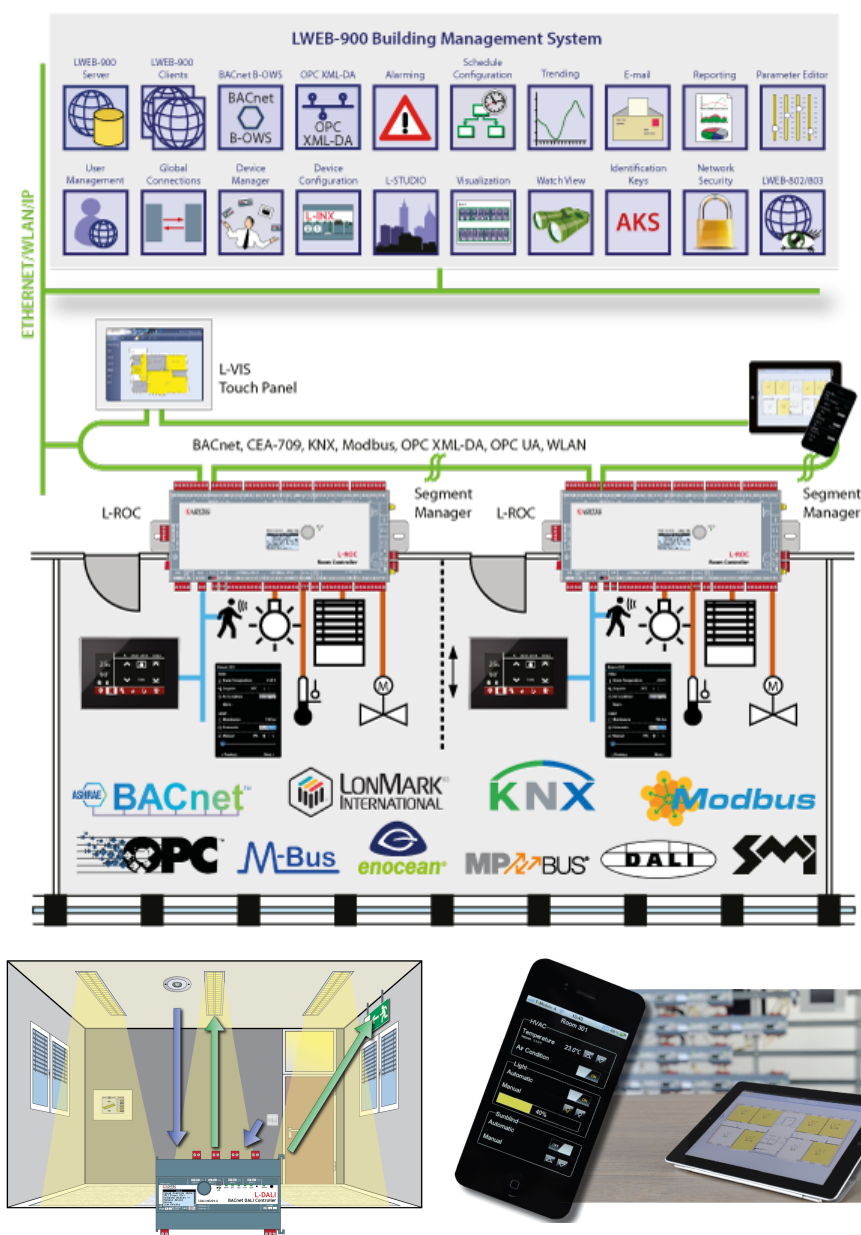 LWEB-900 Building Management System
LWEB-900 Server
LWEB-900 Clients
BACnet B-OWS
OPC XML-DA
Alarming
Schedule Configuration
Trending
E-mail
Reporting
Parameter Editor
BACnet
B-OWS
OPC
XML-DA
User Management
Global Connections
Device Manager
Device Configuration
L-STUDIO
Visualization
Watch View
Identification Keys
Network Security
LWEB-802/803
L-INX
AKS
ETHERNET/WLAN/IP
L-VIS
Touch Panel
BACnet, CEA-709, KNX, Modbus, OPC XML-DA, OPC UA, WLAN
L-ROC
Segment
Manager
L-ROC
Segment
Manager
L-ROC
Room Controller
L-ROC
Room Controller
M
M
ASHRAE BACnet™
LONMARK®
INTERNATIONAL
KNX
Modbus
OPC™
M-Bus
enocean®
MP BUS®
DALI
SMI
L-DALI
BACnet DALI Controller
Room 301
HVAC
Temperature
23.0°C
Air Condition
Light
Automatic
Manual
40%
Sunblind
Automatic
Manual